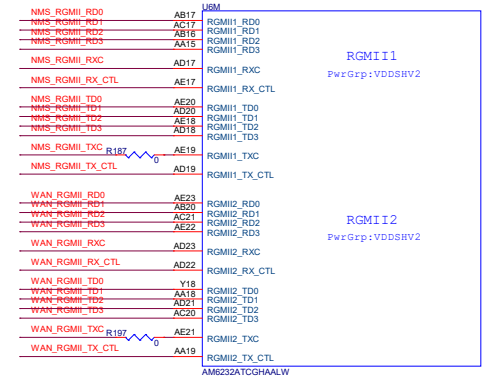 U6M
NMS_RGMII_RD0 AB17 RGMII1_RD0
NMS_RGMII_RD1 AC17 RGMII1_RD1
NMS_RGMII_RD2 AB16 RGMII1_RD2
NMS_RGMII_RD3 AA15 RGMII1_RD3
RGMII1
NMS_RGMII_RXC AD17 RGMII1_RXC
PwrGrp:VDDSHV2
NMS_RGMII_RX_CTL AE17 RGMII1_RX_CTL
NMS_RGMII_TD0 AE20 RGMII1_TD0
NMS_RGMII_TD1 AD20 RGMII1_TD1
NMS_RGMII_TD2 AE18 RGMII1_TD2
NMS_RGMII_TD3 AD18 RGMII1_TD3
NMS_RGMII_TXC R187 0 AE19 RGMII1_TXC
NMS_RGMII_TX_CTL AD19 RGMII1_TX_CTL
WAN_RGMII_RD0 AE23 RGMII2_RD0
WAN_RGMII_RD1 AB20 RGMII2_RD1
WAN_RGMII_RD2 AC21 RGMII2_RD2
WAN_RGMII_RD3 AE22 RGMII2_RD3
RGMII2
PwrGrp:VDDSHV2
WAN_RGMII_RXC AD23 RGMII2_RXC
WAN_RGMII_RX_CTL AD22 RGMII2_RX_CTL
WAN_RGMII_TD0 Y18 RGMII2_TD0
WAN_RGMII_TD1 AA18 RGMII2_TD1
WAN_RGMII_TD2 AD21 RGMII2_TD2
WAN_RGMII_TD3 AC20 RGMII2_TD3
WAN_RGMII_TXC R197 0 AE21 RGMII2_TXC
WAN_RGMII_TX_CTL AA19 RGMII2_TX_CTL
AM6232ATCGHAALW